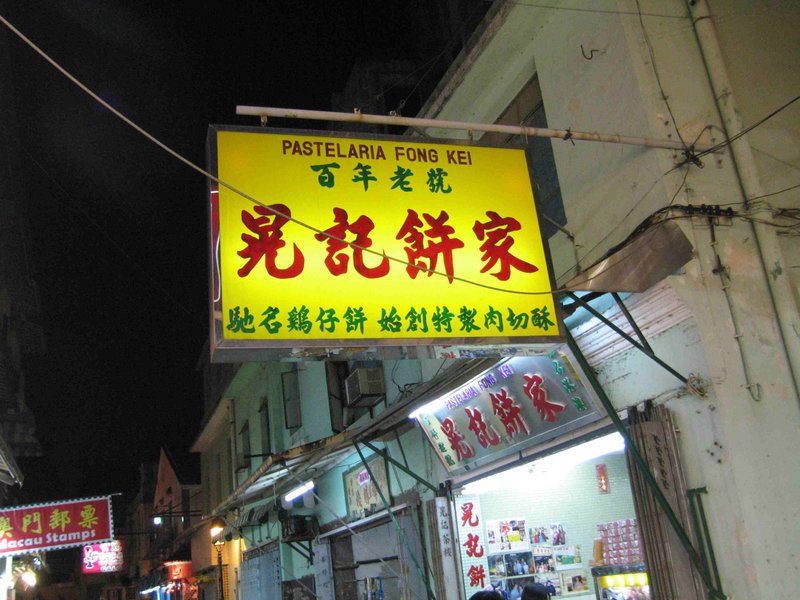 PASTELARIA FONG KEI
百年老號
晃記餅家
馳名鷄仔餅 始創特製肉切酥
PASTELARIA FONG KEI
晃記餅家
晃記餅
澳門郵票
Macau Stamps